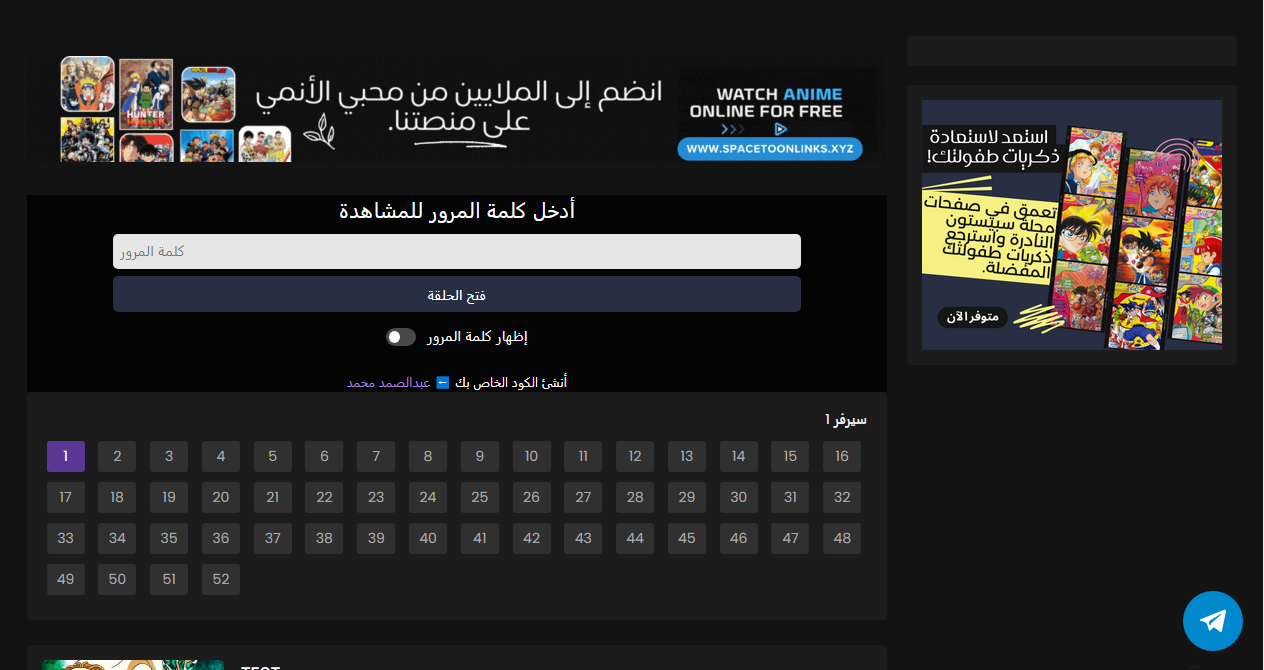 انضم إلى الملايين من محبي الأنمي
على منصتنا.
WATCH ANIME
ONLINE FOR FREE
WWW.SPACETOONLINKS.XYZ
HUNTER
استعد لاستعادة
ذكريات طفولتك!
تعمق في صفحات
مجلة سبيستون
النادرة واسترجع
ذكريات طفولتك
المفضلة.
متوفر الآن
أدخل كلمة المرور للمشاهدة
كلمة المرور
فتح الحلقة
إظهار كلمة المرور
أنشئ الكود الخاص بك ⬅ عبدالصمد محمد
سيرفر 1
1 2 3 4 5 6 7 8 9 10 11 12 13 14 15 16
17 18 19 20 21 22 23 24 25 26 27 28 29 30 31 32
33 34 35 36 37 38 39 40 41 42 43 44 45 46 47 48
49 50 51 52
TEST